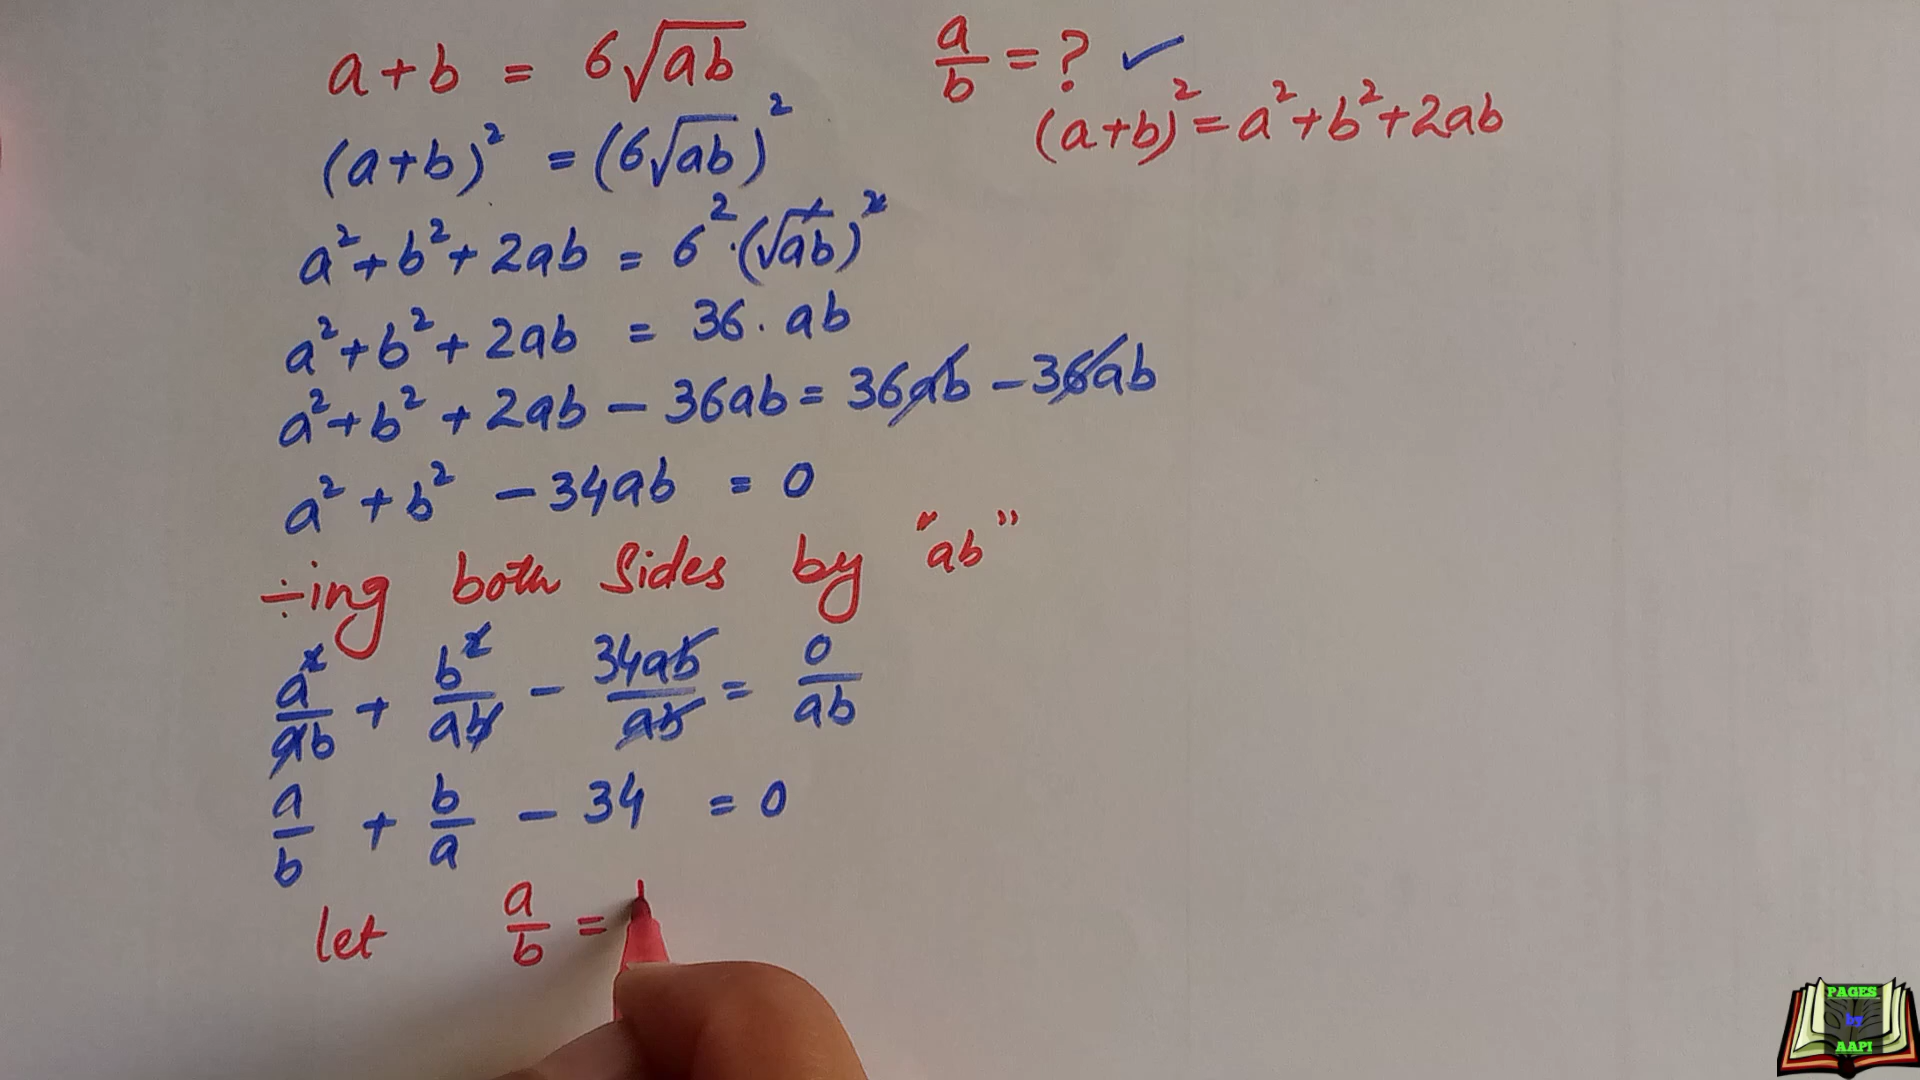 a+b = 6√ab
a/b = ? ✓
(a+b)² = a²+b²+2ab
(a+b)² = (6√ab)²
a²+b²+2ab = 6²·(√ab)²
a²+b²+2ab = 36·ab
a²+b²+2ab-36ab = 36ab-36ab
a²+b²-34ab = 0
÷ing both Sides by "ab"
a²/ab + b²/ab - 34ab/ab = 0/ab
a/b + b/a - 34 = 0
let a/b =
PAGES
by
AAPI